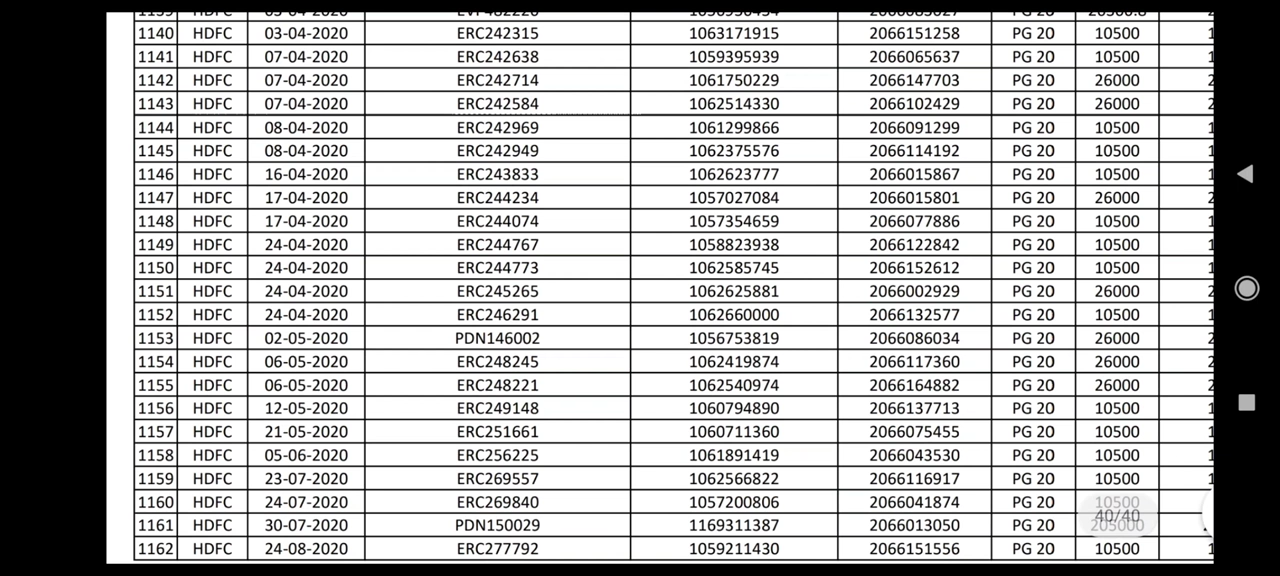 1140 HDFC 03-04-2020 ERC242315 1063171915 2066151258 PG 20 10500
1141 HDFC 07-04-2020 ERC242638 1059395939 2066065637 PG 20 10500
1142 HDFC 07-04-2020 ERC242714 1061750229 2066147703 PG 20 26000
1143 HDFC 07-04-2020 ERC242584 1062514330 2066102429 PG 20 26000
1144 HDFC 08-04-2020 ERC242969 1061299866 2066091299 PG 20 10500
1145 HDFC 08-04-2020 ERC242949 1062375576 2066114192 PG 20 10500
1146 HDFC 16-04-2020 ERC243833 1062623777 2066015867 PG 20 10500
1147 HDFC 17-04-2020 ERC244234 1057027084 2066015801 PG 20 26000
1148 HDFC 17-04-2020 ERC244074 1057354659 2066077886 PG 20 10500
1149 HDFC 24-04-2020 ERC244767 1058823938 2066122842 PG 20 10500
1150 HDFC 24-04-2020 ERC244773 1062585745 2066152612 PG 20 10500
1151 HDFC 24-04-2020 ERC245265 1062625881 2066002929 PG 20 26000
1152 HDFC 24-04-2020 ERC246291 1062660000 2066132577 PG 20 10500
1153 HDFC 02-05-2020 PDN146002 1056753819 2066086034 PG 20 26000
1154 HDFC 06-05-2020 ERC248245 1062419874 2066117360 PG 20 26000
1155 HDFC 06-05-2020 ERC248221 1062540974 2066164882 PG 20 26000
1156 HDFC 12-05-2020 ERC249148 1060794890 2066137713 PG 20 10500
1157 HDFC 21-05-2020 ERC251661 1060711360 2066075455 PG 20 10500
1158 HDFC 05-06-2020 ERC256225 1061891419 2066043530 PG 20 10500
1159 HDFC 23-07-2020 ERC269557 1062566822 2066116917 PG 20 10500
1160 HDFC 24-07-2020 ERC269840 1057200806 2066041874 PG 20 10500
40/40
1161 HDFC 30-07-2020 PDN150029 1169311387 2066013050 PG 20 205000
1162 HDFC 24-08-2020 ERC277792 1059211430 2066151556 PG 20 10500